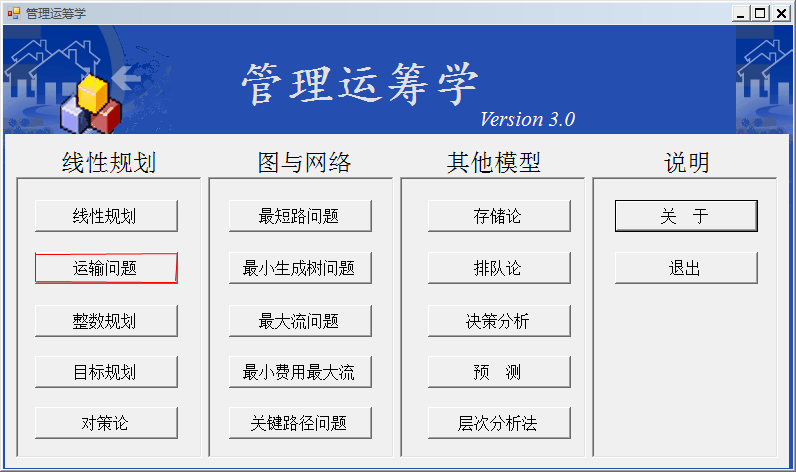 管理运筹学
管理运筹学
Version 3.0
线性规划
线性规划
运输问题
整数规划
目标规划
对策论
图与网络
最短路问题
最小生成树问题
最大流问题
最小费用最大流
关键路径问题
其他模型
存储论
排队论
决策分析
预 测
层次分析法
说明
关 于
退出